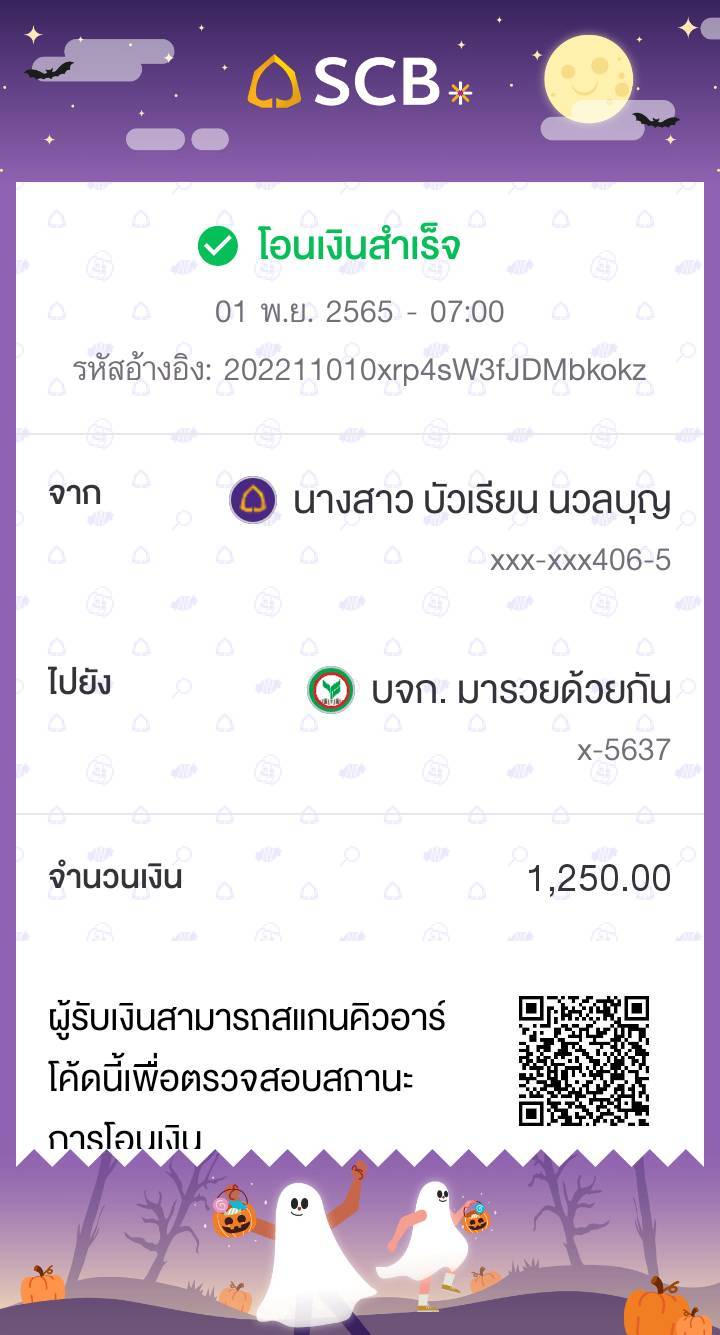 SCB
โอนเงินสำเร็จ
01 พ.ย. 2565 - 07:00
รหัสอ้างอิง: 202211010xrp4sW3fJDMbkokz
จาก
นางสาว บัวเรียน นวลบุญ
xxx-xxx406-5
ไปยัง
บจก. มารวยด้วยกัน
x-5637
จำนวนเงิน
1,250.00
ผู้รับเงินสามารถสแกนคิวอาร์
โค้ดนี้เพื่อตรวจสอบสถานะ
การโอนเงิน